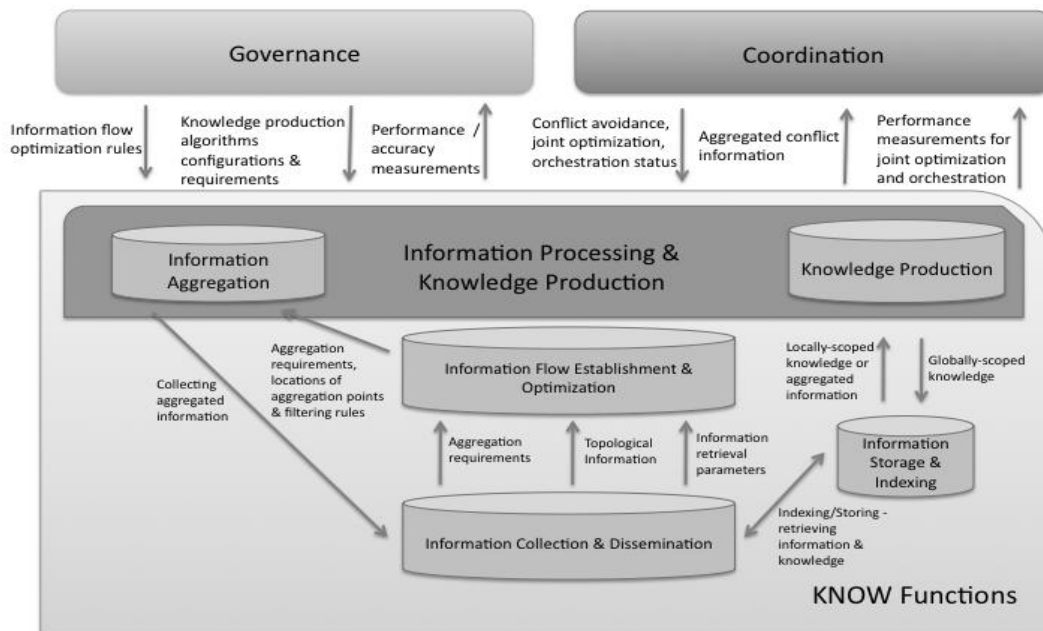 Governance
Coordination
Information flow
optimization rules
Knowledge production
algorithms
configurations &
requirements
Performance /
accuracy
measurements
Conflict avoidance,
joint optimization,
orchestration status
Aggregated conflict
information
Performance
measurements for
joint optimization
and orchestration
Information
Aggregation
Information Processing &
Knowledge Production
Knowledge Production
Collecting
aggregated
information
Aggregation
requirements,
locations of
aggregation points
& filtering rules
Information Flow Establishment &
Optimization
Locally-scoped
knowledge or
aggregated
information
Globally-scoped
knowledge
Aggregation
requirements
Topological
Information
Information
retrieval
parameters
Information
Storage &
Indexing
Information Collection & Dissemination
Indexing/Storing -
retrieving
information &
knowledge
KNOW Functions